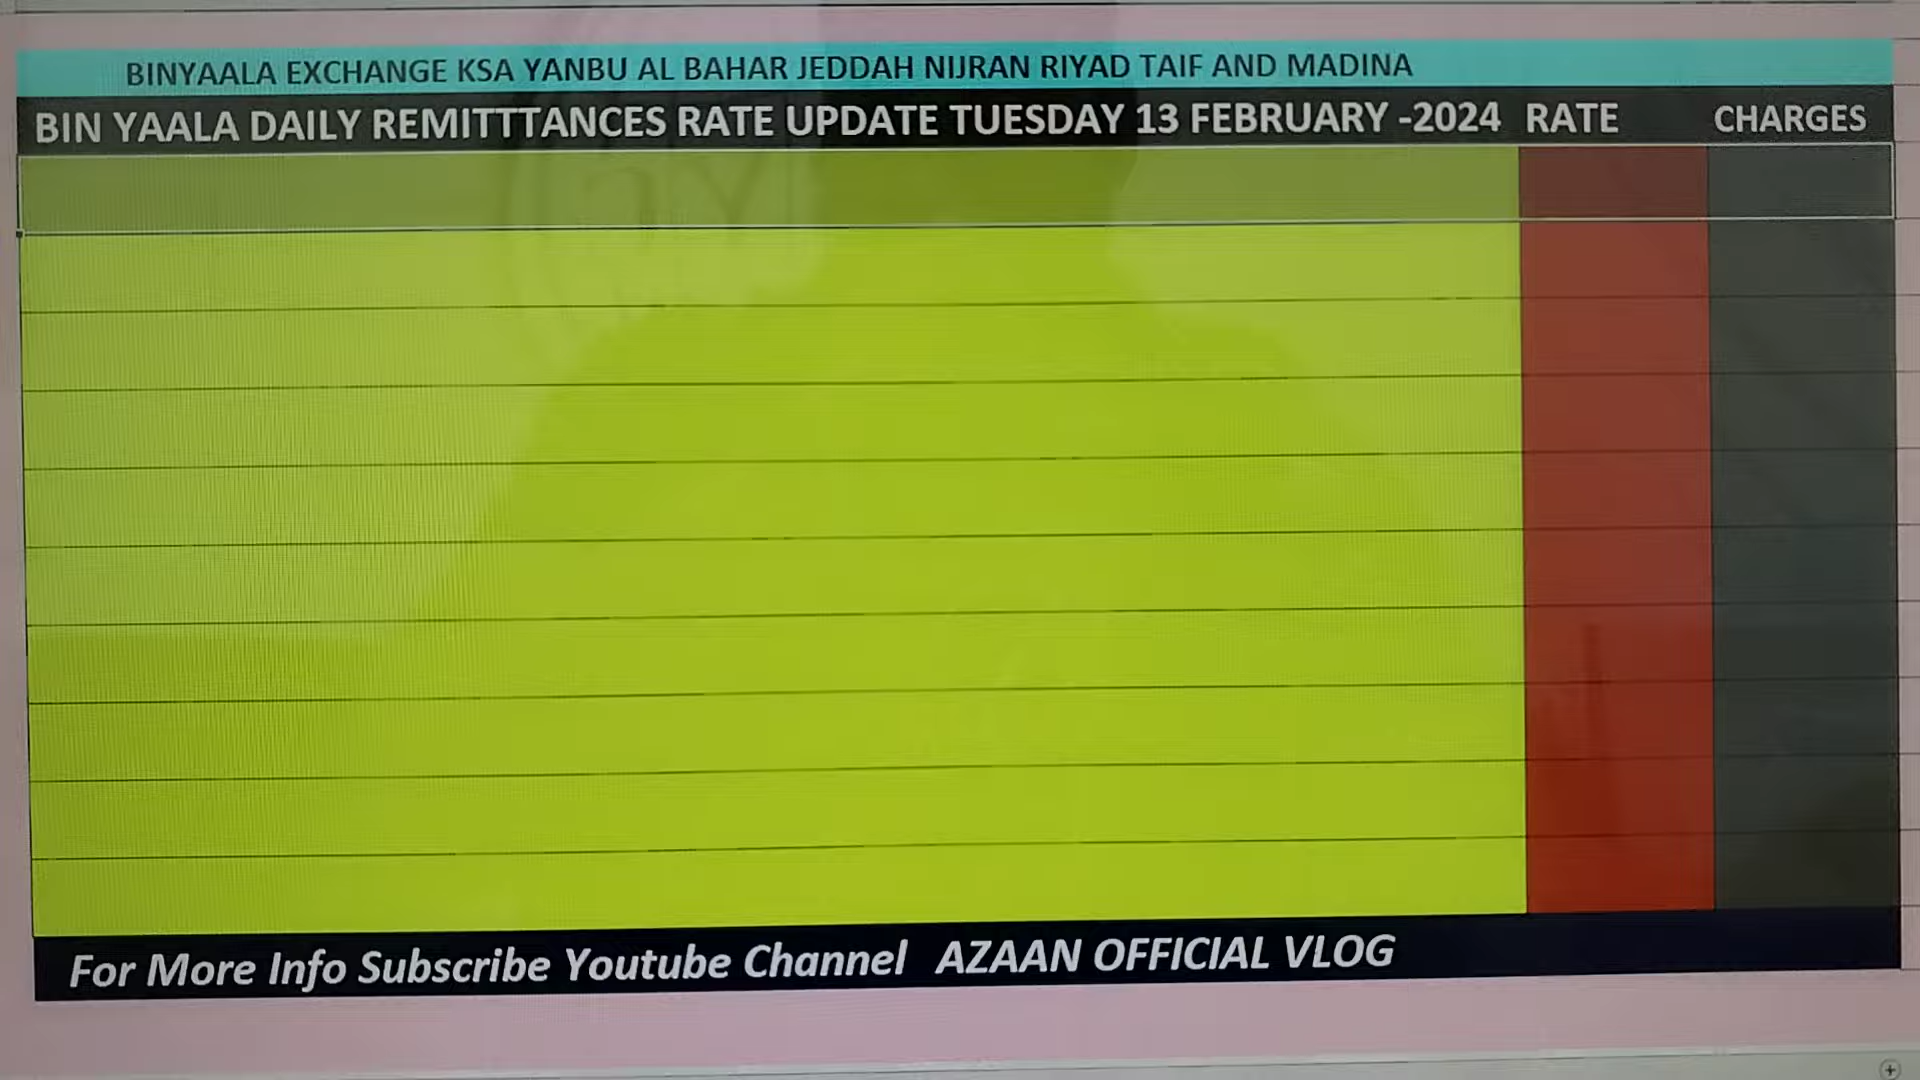 BINYAALA EXCHANGE KSA YANBU AL BAHAR JEDDAH NIJRAN RIYAD TAIF AND MADINA
BIN YAALA DAILY REMITTTANCES RATE UPDATE TUESDAY 13 FEBRUARY -2024 RATE CHARGES
For More Info Subscribe Youtube Channel AZAAN OFFICIAL VLOG